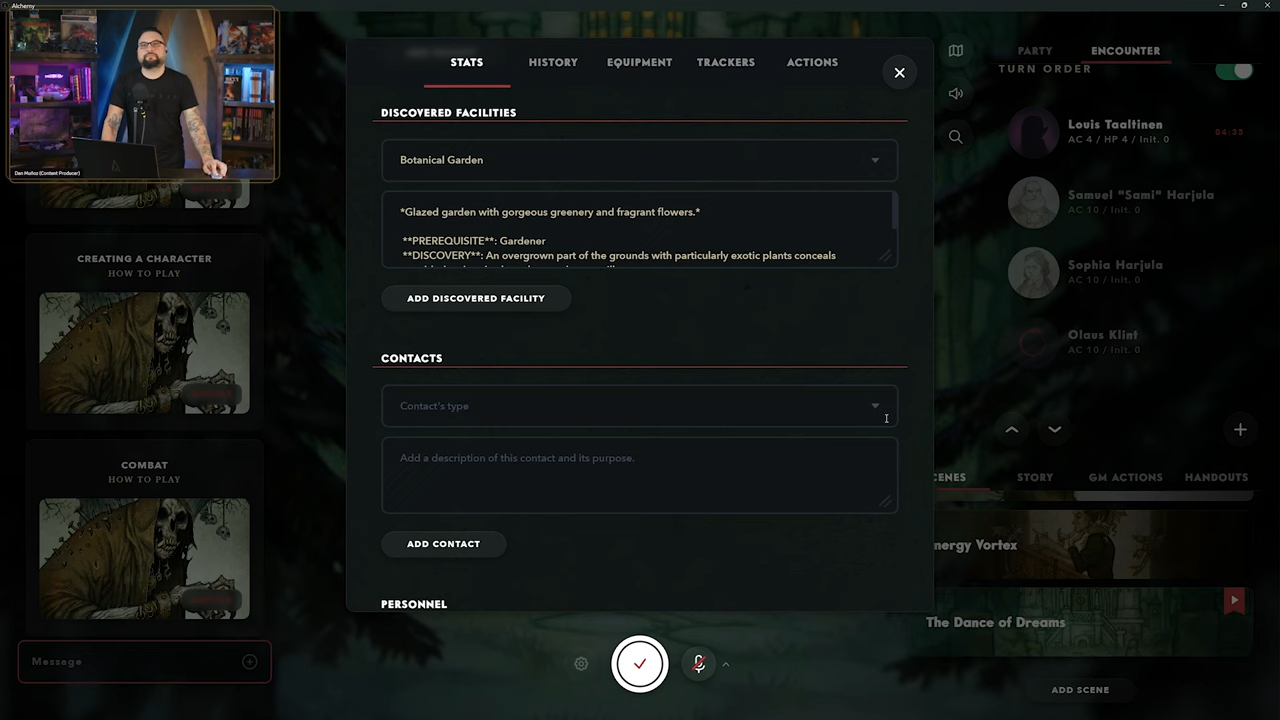 Alchemy
Dan Muñoz (Content Producer)
CREATING A CHARACTER
HOW TO PLAY
COMBAT
HOW TO PLAY
Message
STATS
HISTORY
EQUIPMENT
TRACKERS
ACTIONS
DISCOVERED FACILITIES
Botanical Garden
*Glazed garden with gorgeous greenery and fragrant flowers.*
**PREREQUISITE**: Gardener
**DISCOVERY**: An overgrown part of the grounds with particularly exotic plants conceals
ADD DISCOVERED FACILITY
CONTACTS
Contact's type
Add a description of this contact and its purpose.
ADD CONTACT
PERSONNEL
PARTY
ENCOUNTER
TURN ORDER
Louis Taaltinen
AC 4 / HP 4 / Init. 0
04:35
Samuel "Sami" Harjula
AC 10 / Init. 0
Sophia Harjula
AC 10 / Init. 0
Olaus Klint
AC 10 / Init. 0
CENES
STORY
GM ACTIONS
HANDOUTS
nergy Vortex
The Dance of Dreams
ADD SCENE